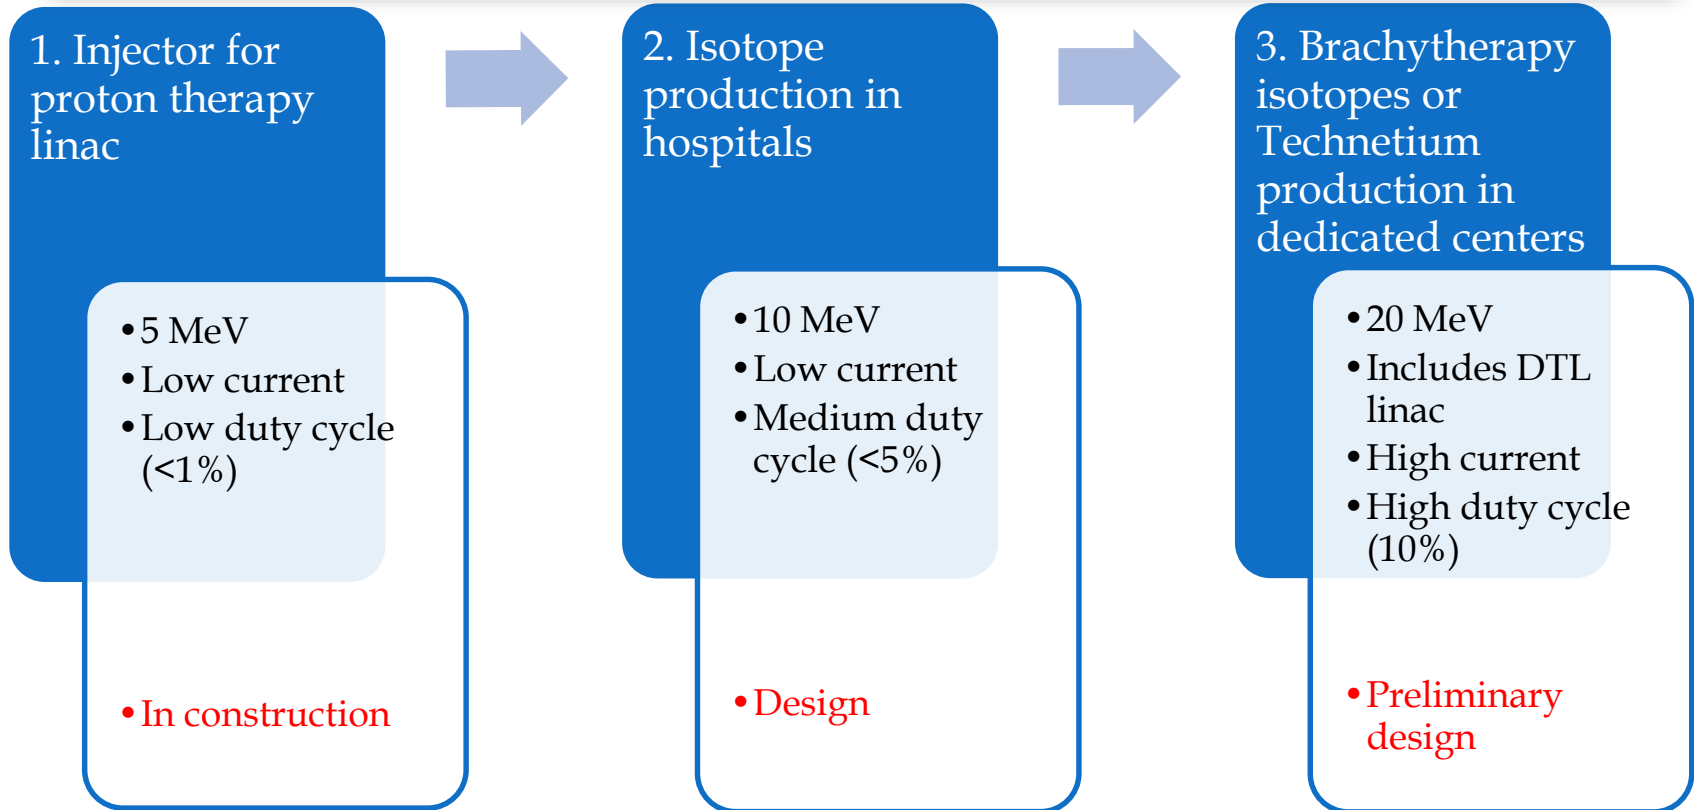 1. Injector for
proton therapy
linac
•5 MeV
•Low current
•Low duty cycle
(<1%)
•In construction
2. Isotope
production in
hospitals
•10 MeV
•Low current
•Medium duty
cycle (<5%)
•Design
3. Brachytherapy
isotopes or
Technetium
production in
dedicated centers
•20 MeV
•Includes DTL
linac
•High current
•High duty cycle
(10%)
•Preliminary
design